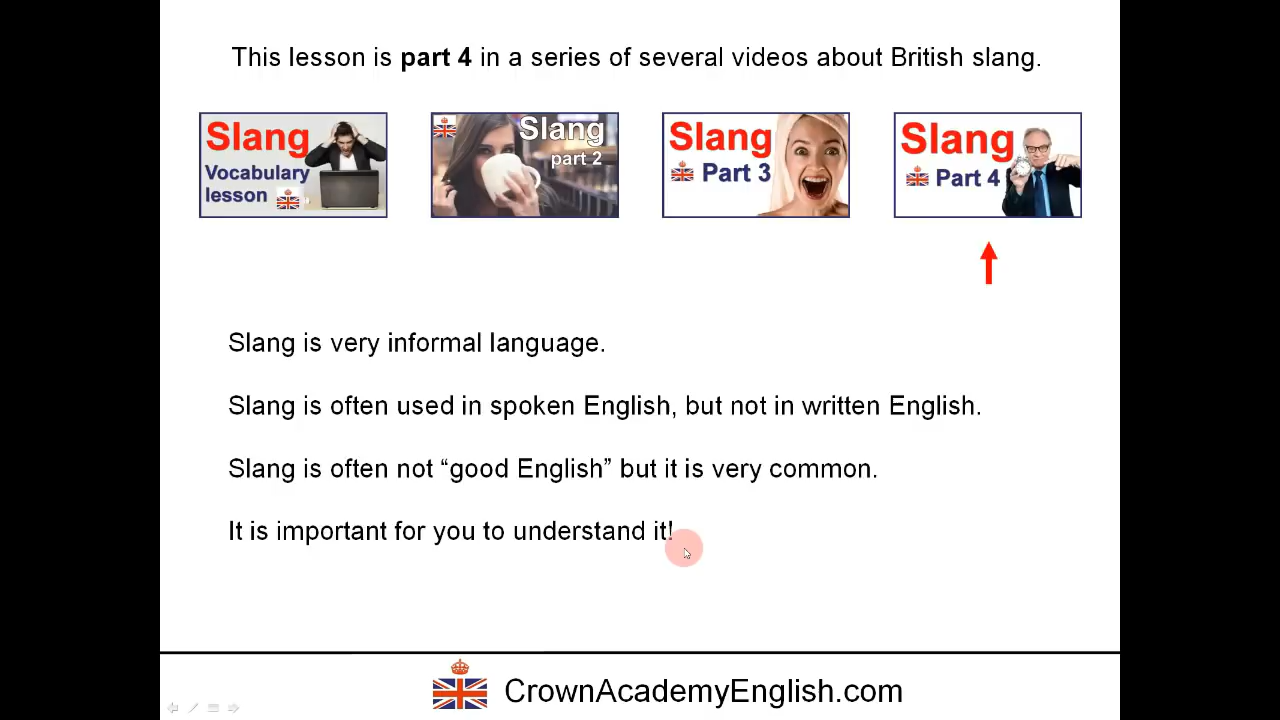 This lesson is part 4 in a series of several videos about British slang.
Slang
Vocabulary
lesson
Slang
part 2
Slang
Part 3
Slang
Part 4
Slang is very informal language.
Slang is often used in spoken English, but not in written English.
Slang is often not “good English” but it is very common.
It is important for you to understand it!
CrownAcademyEnglish.com